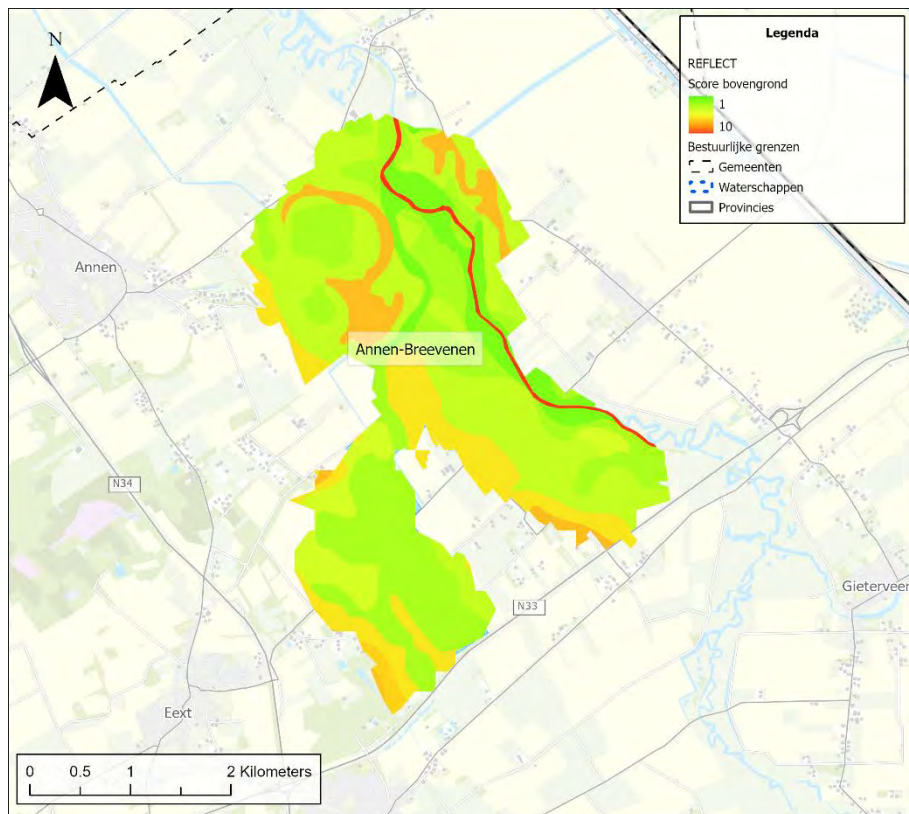 N
Legenda
REFLECT
Score bovengrond
1
10
Bestuurlijke grenzen
Gemeenten
Waterschappen
Provincies
Annen
Annen-Breevenen
N34
Gieterveen
N33
Eext
0 0.5 1 2 Kilometers